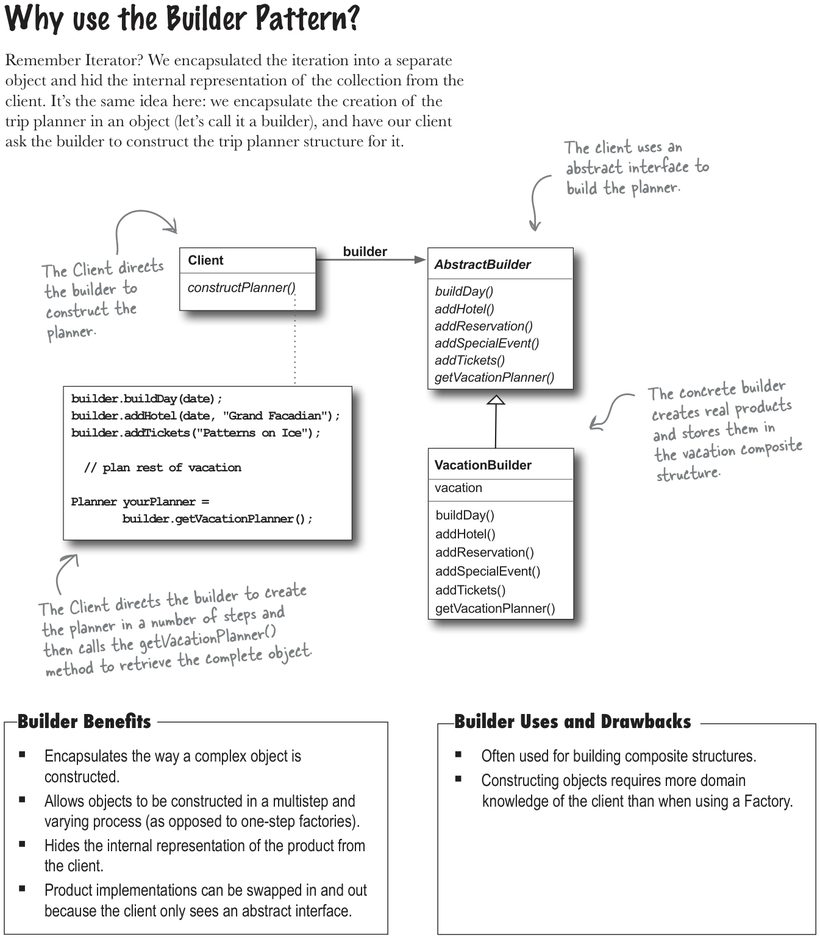 Why use the Builder Pattern?
Remember Iterator? We encapsulated the iteration into a separate
object and hid the internal representation of the collection from the
client. It's the same idea here: we encapsulate the creation of the
trip planner in an object (let's call it a builder), and have our client
ask the builder to construct the trip planner structure for it.
The client uses an
abstract interface to
build the planner.
The Client directs
the builder to
construct the
planner.
Client
constructPlanner()
builder
AbstractBuilder
buildDay()
addHotel()
addReservation()
addSpecialEvent()
addTickets()
getVacationPlanner()
builder.buildDay(date);
builder.addHotel(date, "Grand Facadian");
builder.addTickets("Patterns on Ice");
// plan rest of vacation
Planner yourPlanner =
builder.getVacationPlanner();
The concrete builder
creates real products
and stores them in
the vacation composite
structure.
VacationBuilder
vacation
buildDay()
addHotel()
addReservation()
addSpecialEvent()
addTickets()
getVacationPlanner()
The Client directs the builder to create
the planner in a number of steps and
then calls the getVacationPlanner()
method to retrieve the complete object.
Builder Benefits
▪ Encapsulates the way a complex object is
constructed.
▪ Allows objects to be constructed in a multistep and
varying process (as opposed to one-step factories).
▪ Hides the internal representation of the product from
the client.
▪ Product implementations can be swapped in and out
because the client only sees an abstract interface.
Builder Uses and Drawbacks
▪ Often used for building composite structures.
▪ Constructing objects requires more domain
knowledge of the client than when using a Factory.